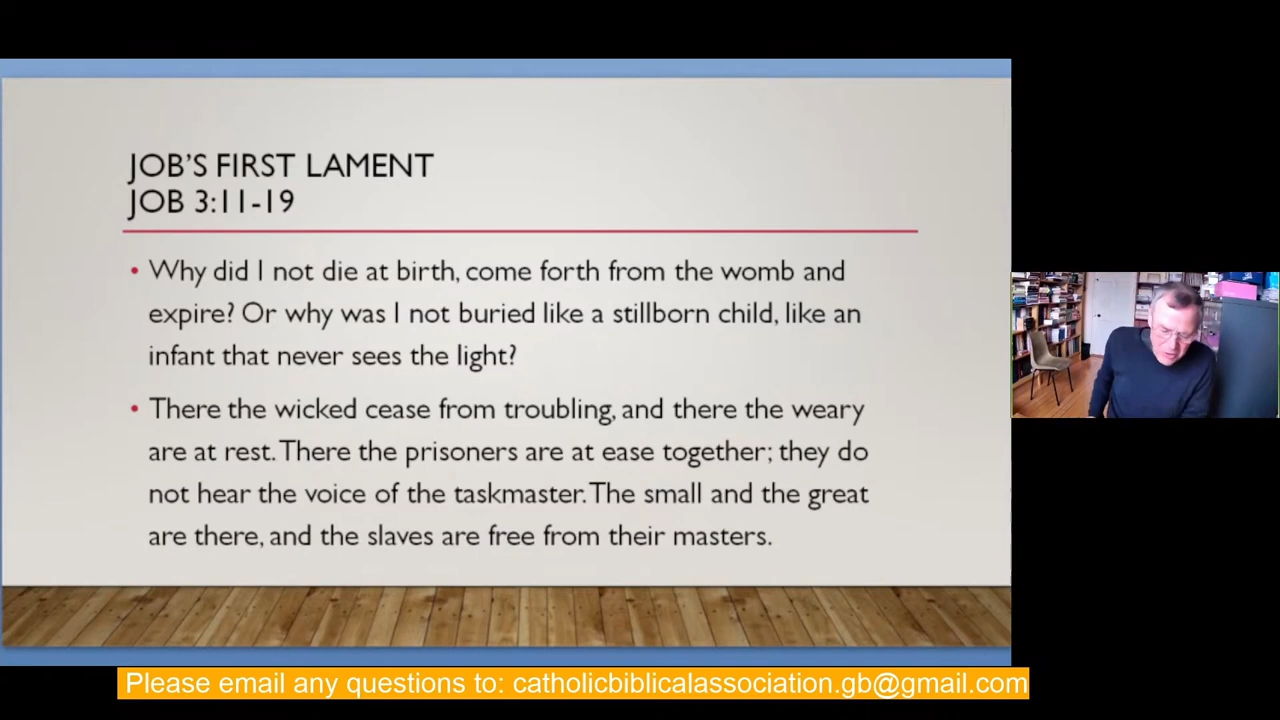 JOB'S FIRST LAMENT
JOB 3:11-19
• Why did I not die at birth, come forth from the womb and
expire? Or why was I not buried like a stillborn child, like an
infant that never sees the light?
• There the wicked cease from troubling, and there the weary
are at rest. There the prisoners are at ease together; they do
not hear the voice of the taskmaster. The small and the great
are there, and the slaves are free from their masters.
Please email any questions to: catholicbiblicalassociation.gb@gmail.com